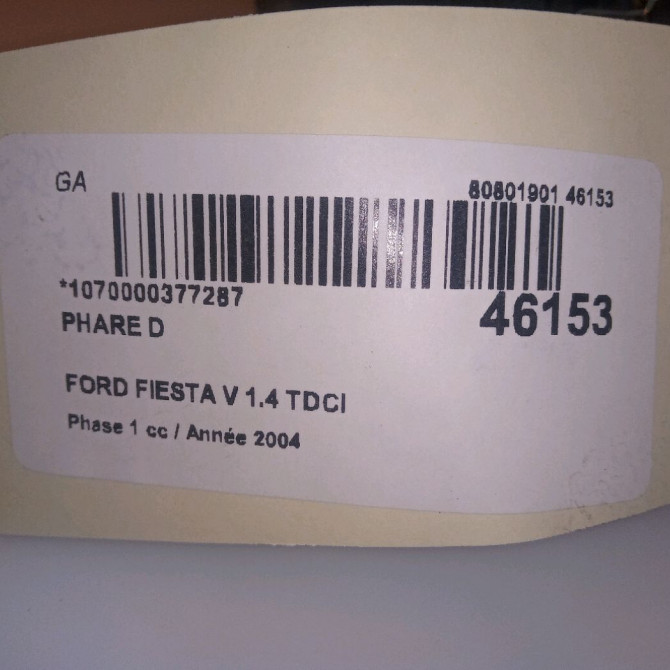 GA
80801901 46153
*1070000377287
46153
PHARE D
FORD FIESTA V 1.4 TDCI
Phase 1 cc / Année 2004